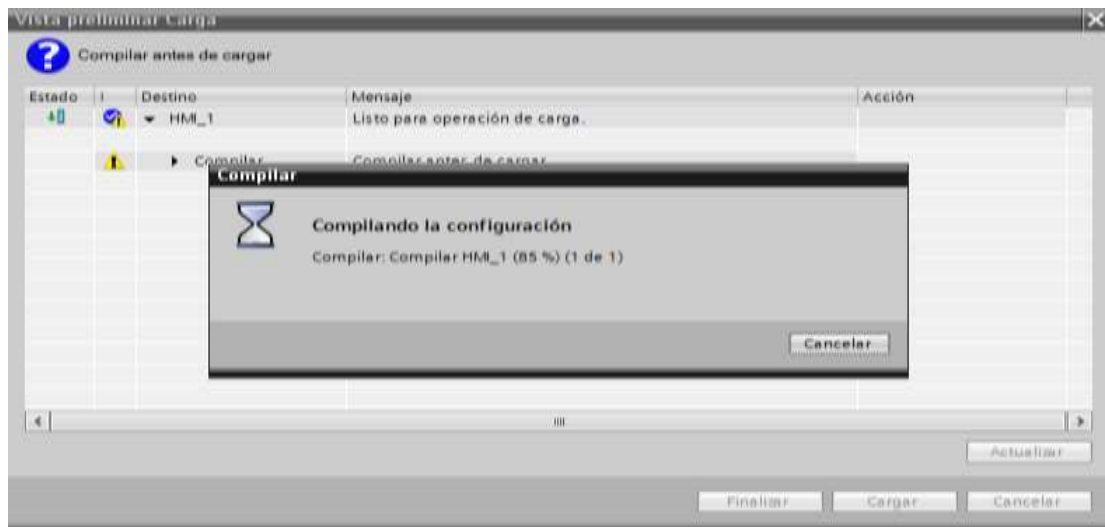 Vista preliminar Carga
Compilar antes de cargar
Estado ! Destino Mensaje Acción
HMI_1 Listo para operación de carga.
Compilar Compilar antes de cargar
Compilar
Compilando la configuración
Compilar: Compilar HMI_1 (85 %) (1 de 1)
Cancelar
Actualizar
Finalizar Cargar Cancelar